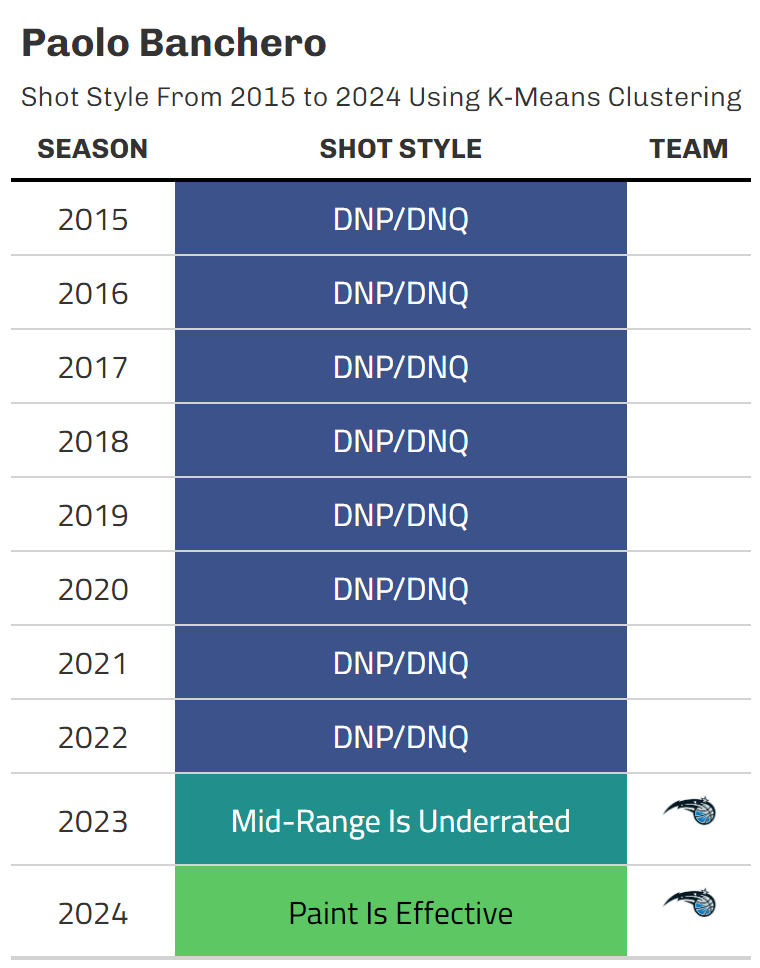 Paolo Banchero
Shot Style From 2015 to 2024 Using K-Means Clustering
SEASON SHOT STYLE TEAM
2015 DNP/DNQ
2016 DNP/DNQ
2017 DNP/DNQ
2018 DNP/DNQ
2019 DNP/DNQ
2020 DNP/DNQ
2021 DNP/DNQ
2022 DNP/DNQ
2023 Mid-Range Is Underrated
2024 Paint Is Effective